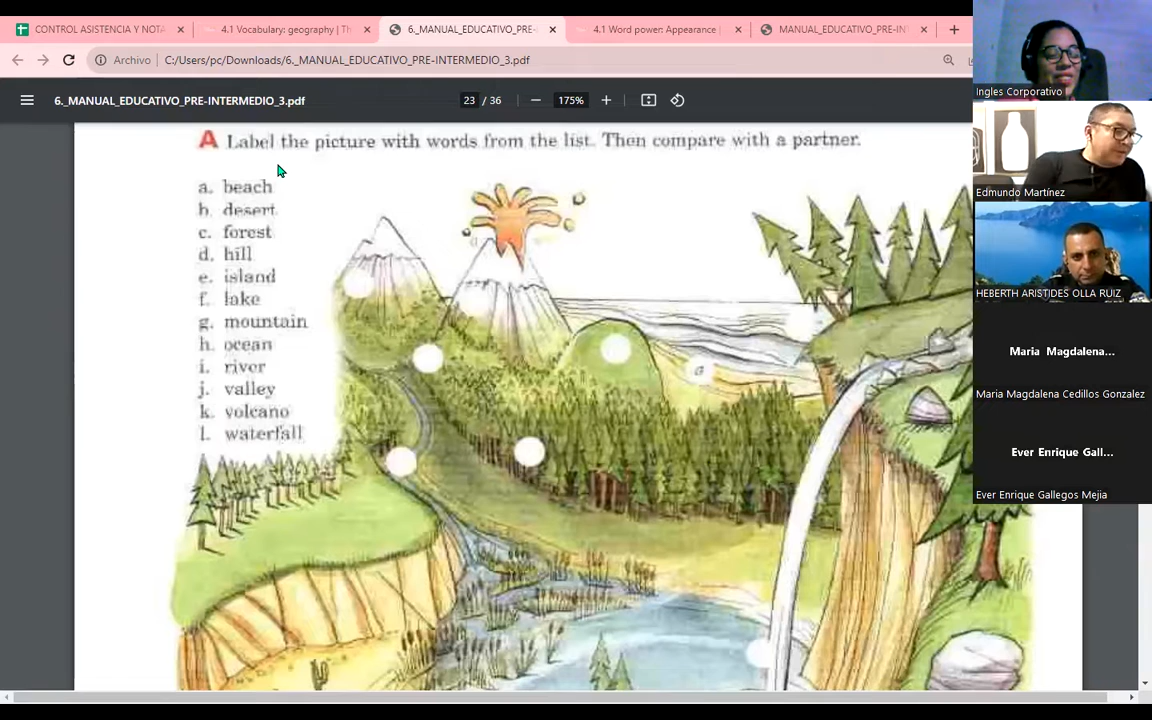 CONTROL ASISTENCIA Y NOTA
4.1 Vocabulary: geography | Th
6._MANUAL_EDUCATIVO_PRE-
4.1 Word power: Appearance |
MANUAL_EDUCATIVO_PRE-IN
Archivo C:/Users/pc/Downloads/6._MANUAL_EDUCATIVO_PRE-INTERMEDIO_3.pdf
6._MANUAL_EDUCATIVO_PRE-INTERMEDIO_3.pdf
23 / 36
175%
A Label the picture with words from the list. Then compare with a partner.
a. beach
b. desert
c. forest
d. hill
e. island
f. lake
g. mountain
h. ocean
i. river
j. valley
k. volcano
l. waterfall
Ingles Corporativo
Edmundo Martínez
HEBERTH ARISTIDES OLLA RUIZ
Maria Magdalena...
Maria Magdalena Cedillos Gonzalez
Ever Enrique Gall...
Ever Enrique Gallegos Mejia